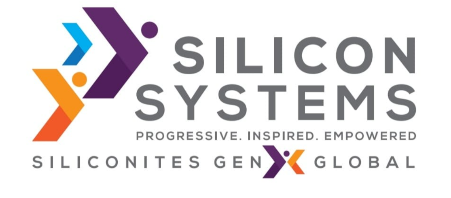 SILICON
SYSTEMS
PROGRESSIVE. INSPIRED. EMPOWERED
SILICONITES GEN X GLOBAL